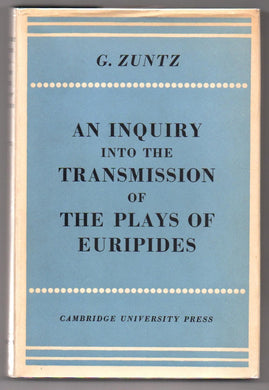 G. ZUNTZ
AN INQUIRY
INTO THE
TRANSMISSION
OF
THE PLAYS OF
EURIPIDES
CAMBRIDGE UNIVERSITY PRESS